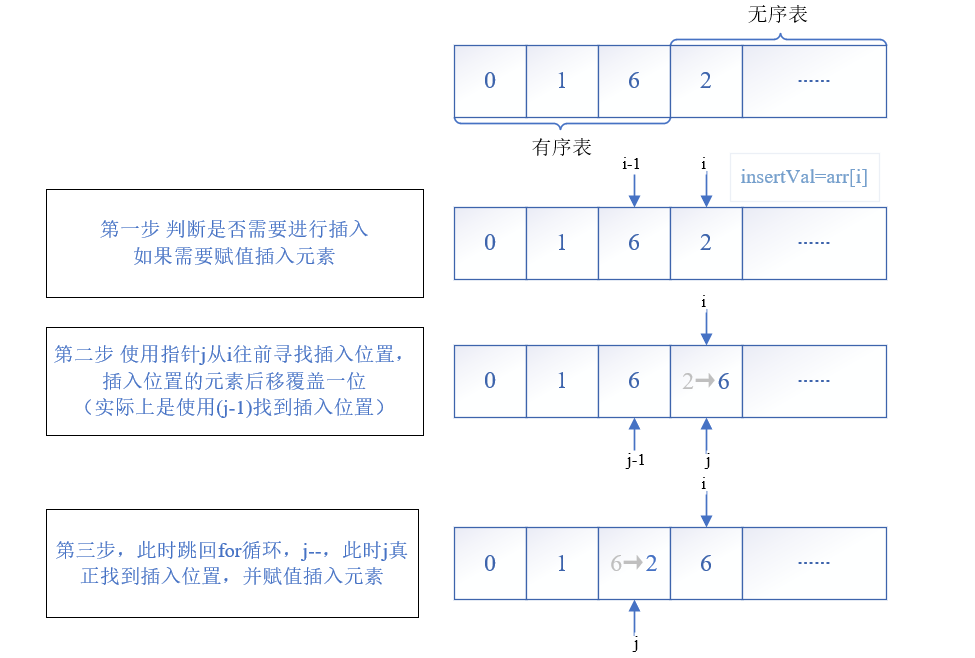 无序表
0 1 6 2 ······
有序表
i-1 i insertVal=arr[i]
第一步 判断是否需要进行插入
如果需要赋值插入元素
0 1 6 2 ······
i
第二步 使用指针j从i往前寻找插入位置，
插入位置的元素后移覆盖一位
（实际上是使用(j-1)找到插入位置）
0 1 6 2→6 ······
j-1 j
i
第三步，此时跳回for循环，j--，此时j真
正找到插入位置，并赋值插入元素
0 1 6→2 6 ······
j